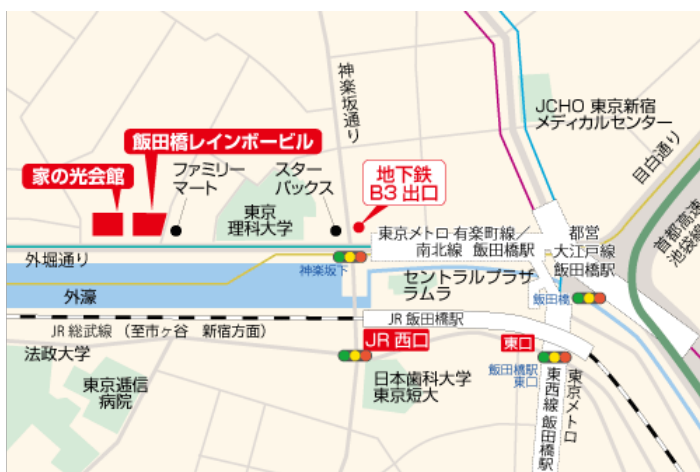 神楽坂通り
JCHO 東京新宿
メディカルセンター
目白通り
首都高速
池袋線
飯田橋レインボービル
家の光会館
ファミリー
マート
スター
バックス
地下鉄
B3 出口
東京
理科大学
東京メトロ 有楽町線／
南北線 飯田橋駅
都営
大江戸線
飯田橋駅
外堀通り
神楽坂下
外濠
セントラルプラザ
ラムラ
飯田橋
JR 飯田橋駅
JR 総武線 （至市ヶ谷 新宿方面）
JR 西口
東口
法政大学
東京逓信
病院
日本歯科大学
東京短大
飯田橋駅
東口
東京メトロ
東西線 飯田橋駅